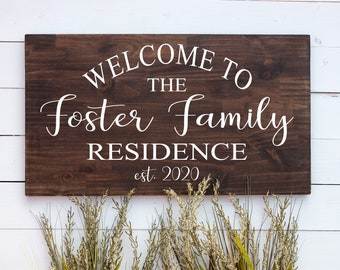 WELCOME TO
THE
Foster Family
RESIDENCE
est. 2020